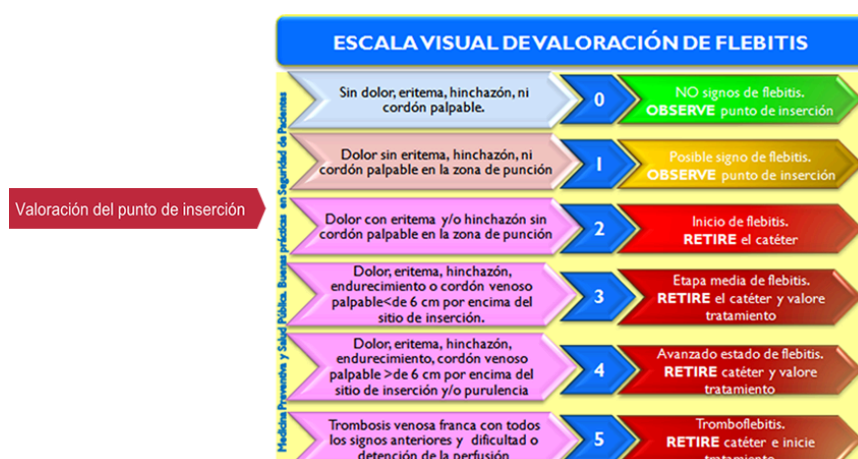 ESCALA VISUAL DE VALORACIÓN DE FLEBITIS
Valoración del punto de inserción
Medicina Preventiva y Salud Pública. Buenas prácticas en Seguridad de Pacientes
Sin dolor, eritema, hinchazón, ni
cordón palpable.
0
NO signos de flebitis.
OBSERVE punto de inserción
Dolor sin eritema, hinchazón, ni
cordón palpable en la zona de punción
1
Posible signo de flebitis.
OBSERVE punto de inserción
Dolor con eritema y/o hinchazón sin
cordón palpable en la zona de punción
2
Inicio de flebitis.
RETIRE el catéter
Dolor, eritema, hinchazón,
endurecimiento o cordón venoso
palpable<de 6 cm por encima del
sitio de inserción.
3
Etapa media de flebitis.
RETIRE el catéter y valore
tratamiento
Dolor, eritema, hinchazón,
endurecimiento, cordón venoso
palpable >de 6 cm por encima del
sitio de inserción y/o purulencia
4
Avanzado estado de flebitis.
RETIRE catéter y valore
tratamiento
Trombosis venosa franca con todos
los signos anteriores y dificultad o
detención de la perfusión
5
Tromboflebitis.
RETIRE catéter e inicie
tratamiento